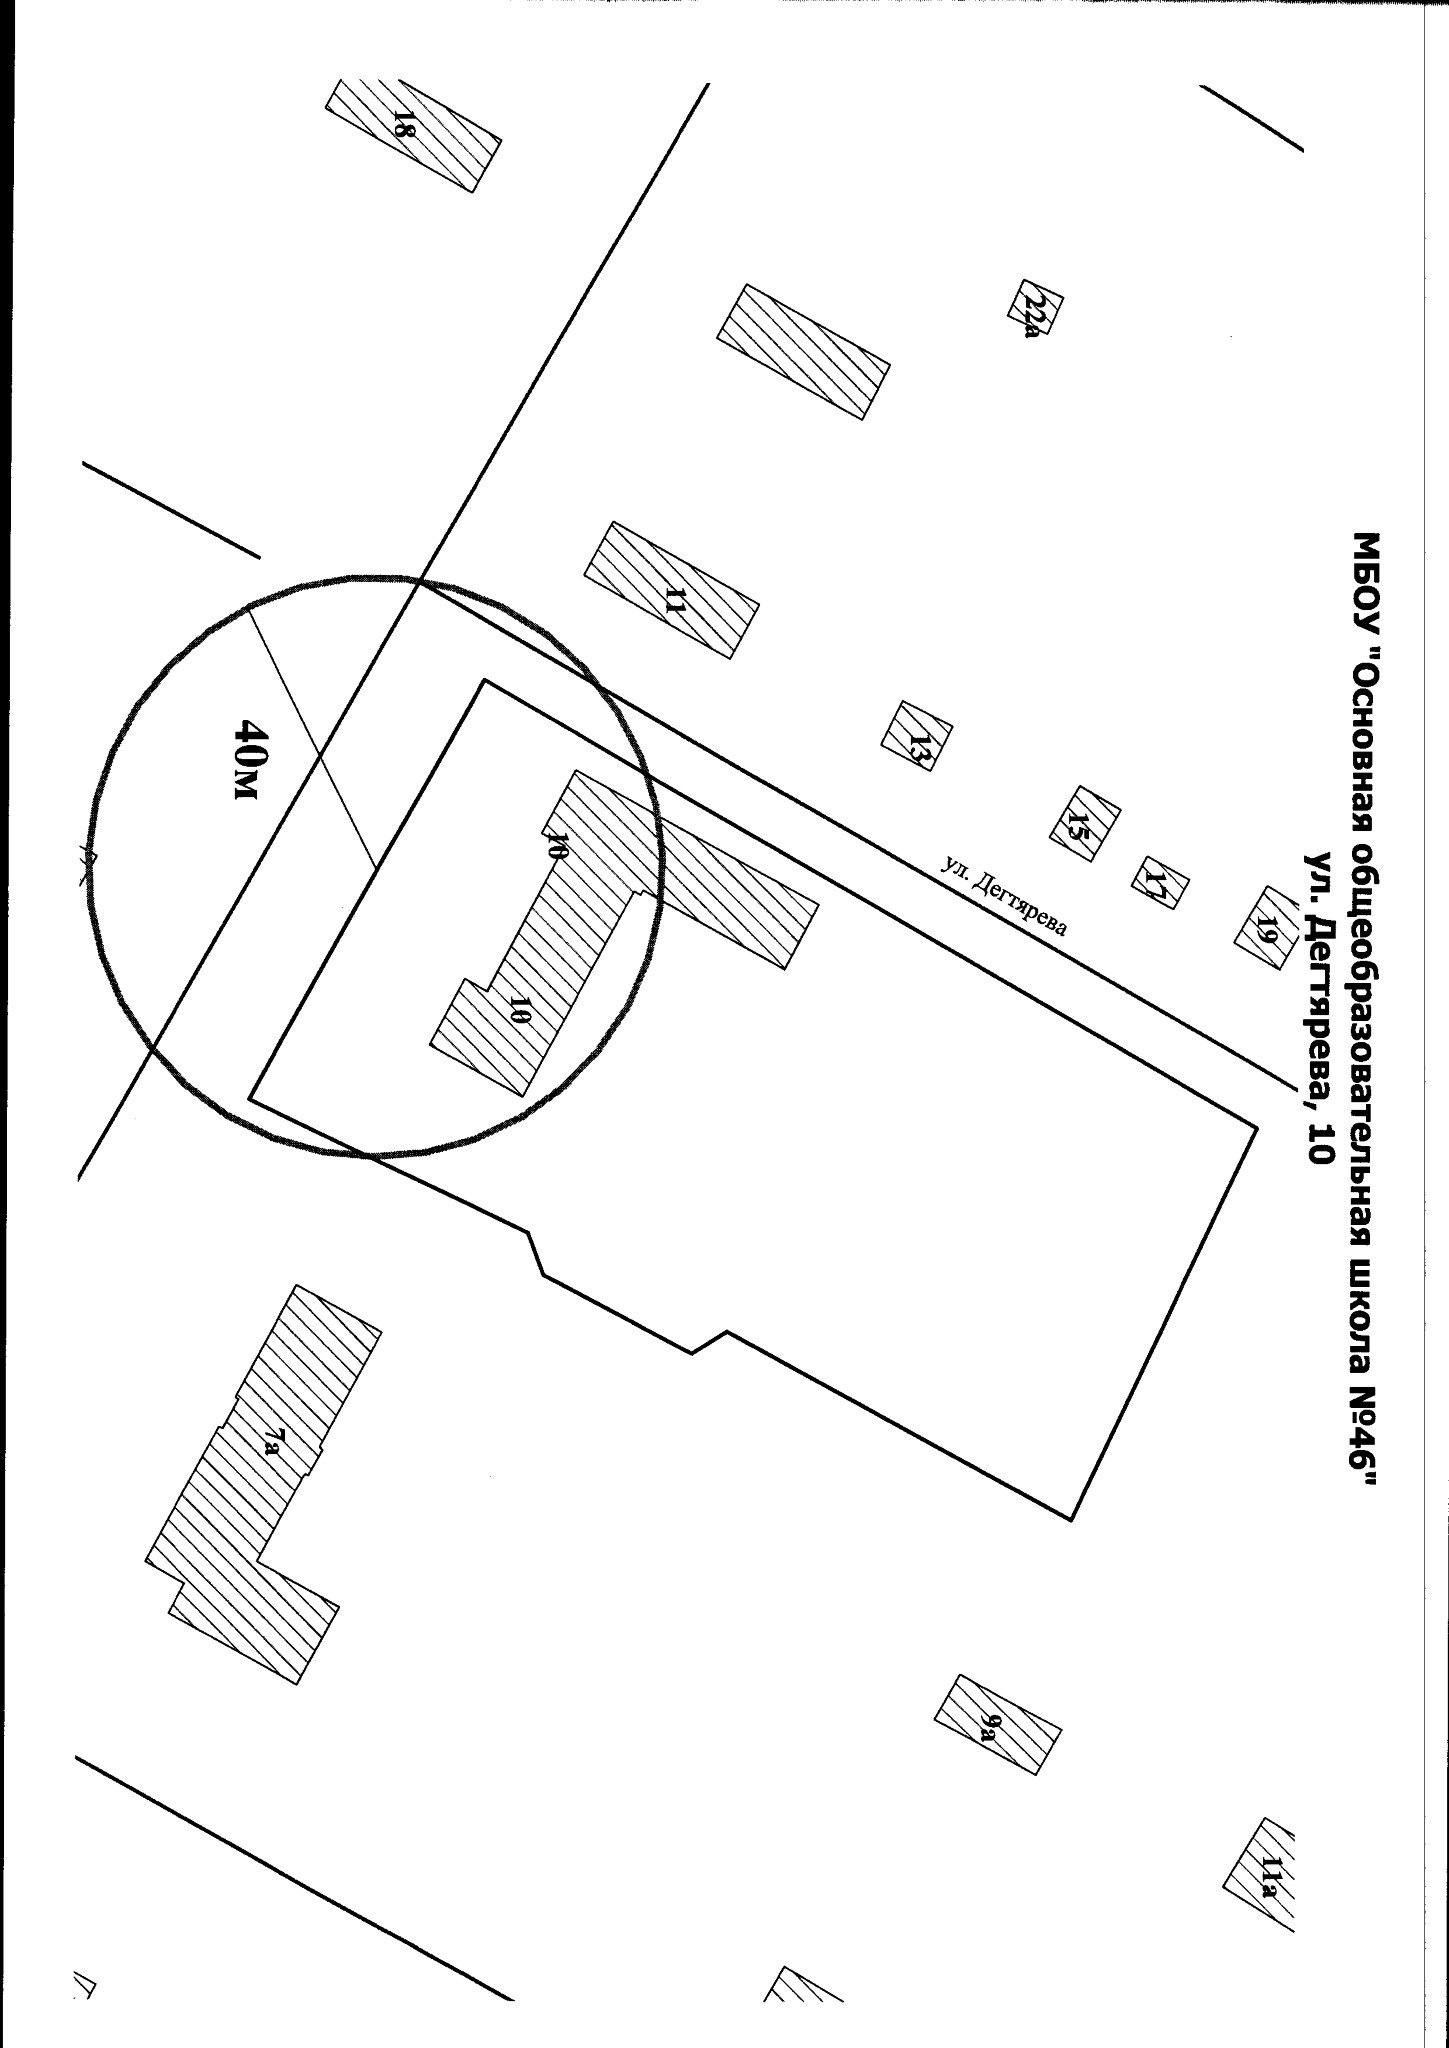 МБОУ "Основная общеобразовательная школа №46"
ул. Дегтярева, 10
19
17
15
22а
13
ул. Дегтярева
11
18
10
10
40м
11а
9а
7а